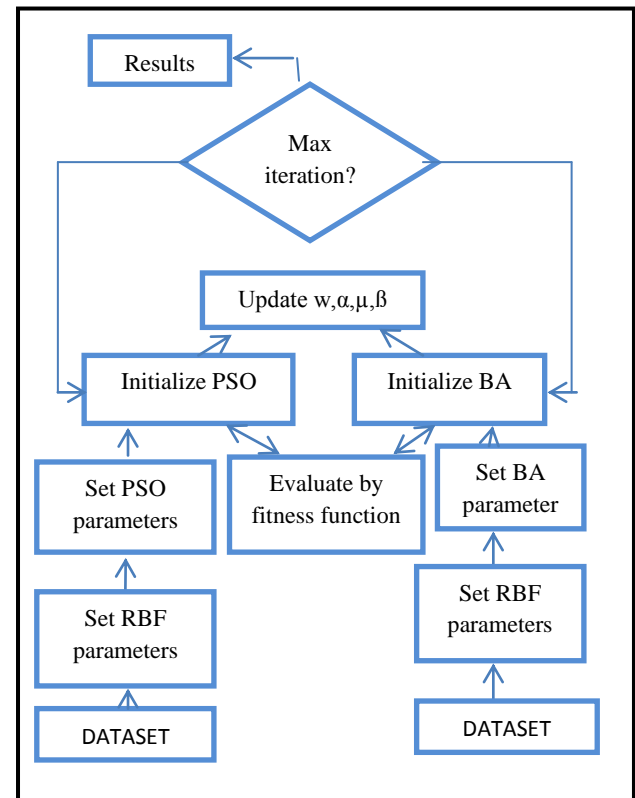 Results
Max
iteration?
Update w,α,µ,ß
Initialize PSO
Initialize BA
Set PSO
parameters
Evaluate by
fitness function
Set BA
parameter
Set RBF
parameters
Set RBF
parameters
DATASET
DATASET